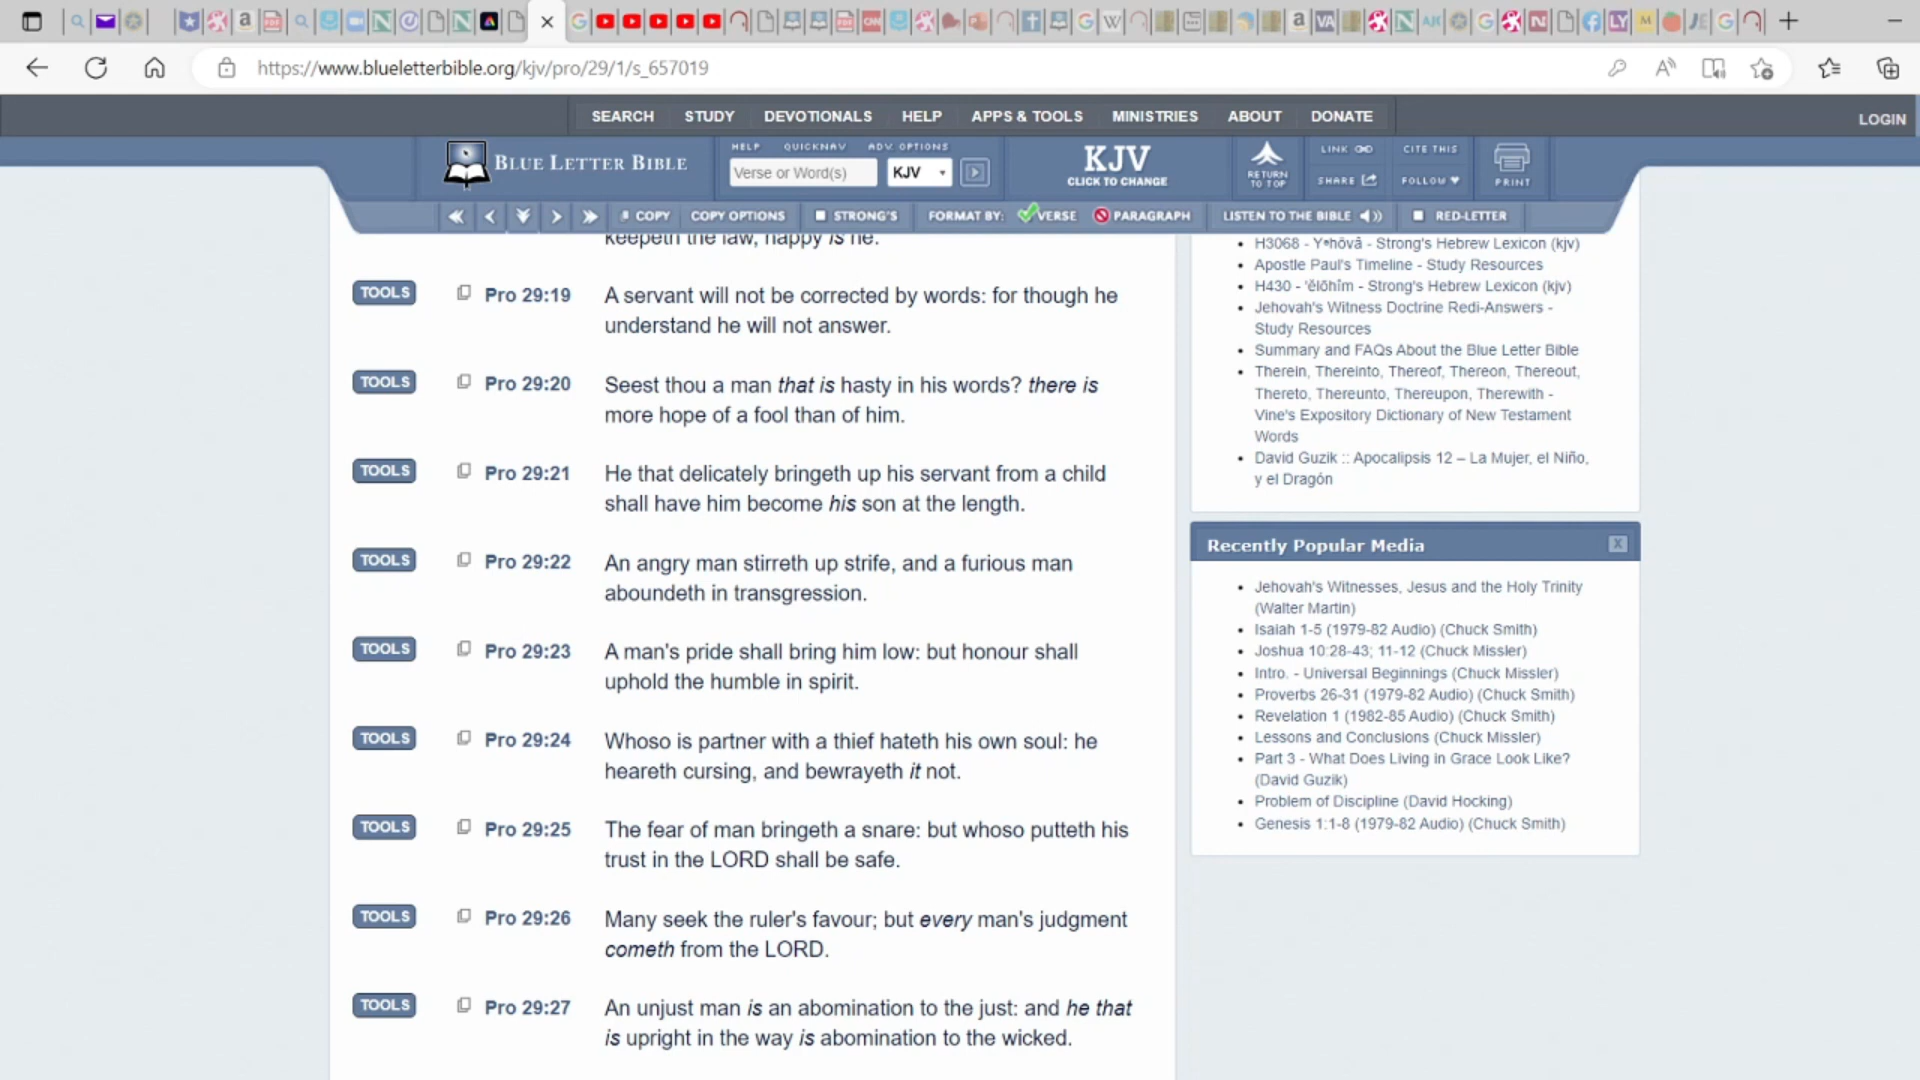 https://www.blueletterbible.org/kjv/pro/29/1/s_657019
SEARCH STUDY DEVOTIONALS HELP APPS & TOOLS MINISTRIES ABOUT DONATE
LOGIN
BLUE LETTER BIBLE
HELP QUICKNAV ADV. OPTIONS
Verse or Word(s) KJV
KJV
CLICK TO CHANGE
RETURN
TO TOP
LINK CITE THIS
SHARE FOLLOW
PRINT
COPY COPY OPTIONS STRONG'S FORMAT BY: VERSE PARAGRAPH LISTEN TO THE BIBLE RED-LETTER
keepeth the law, happy is he.
TOOLS Pro 29:19 A servant will not be corrected by words: for though he
understand he will not answer.
TOOLS Pro 29:20 Seest thou a man that is hasty in his words? there is
more hope of a fool than of him.
TOOLS Pro 29:21 He that delicately bringeth up his servant from a child
shall have him become his son at the length.
TOOLS Pro 29:22 An angry man stirreth up strife, and a furious man
aboundeth in transgression.
TOOLS Pro 29:23 A man's pride shall bring him low: but honour shall
uphold the humble in spirit.
TOOLS Pro 29:24 Whoso is partner with a thief hateth his own soul: he
heareth cursing, and bewrayeth it not.
TOOLS Pro 29:25 The fear of man bringeth a snare: but whoso putteth his
trust in the LORD shall be safe.
TOOLS Pro 29:26 Many seek the ruler's favour; but every man's judgment
cometh from the LORD.
TOOLS Pro 29:27 An unjust man is an abomination to the just: and he that
is upright in the way is abomination to the wicked.
H3068 - Yᵊhōvâ - Strong's Hebrew Lexicon (kjv)
Apostle Paul's Timeline - Study Resources
H430 - 'ĕlōhîm - Strong's Hebrew Lexicon (kjv)
Jehovah's Witness Doctrine Redi-Answers -
Study Resources
Summary and FAQs About the Blue Letter Bible
Therein, Thereinto, Thereof, Thereon, Thereout,
Thereto, Thereunto, Thereupon, Therewith -
Vine's Expository Dictionary of New Testament
Words
David Guzik :: Apocalipsis 12 – La Mujer, el Niño,
y el Dragón
Recently Popular Media
Jehovah's Witnesses, Jesus and the Holy Trinity
(Walter Martin)
Isaiah 1-5 (1979-82 Audio) (Chuck Smith)
Joshua 10:28-43; 11-12 (Chuck Missler)
Intro. - Universal Beginnings (Chuck Missler)
Proverbs 26-31 (1979-82 Audio) (Chuck Smith)
Revelation 1 (1982-85 Audio) (Chuck Smith)
Lessons and Conclusions (Chuck Missler)
Part 3 - What Does Living in Grace Look Like?
(David Guzik)
Problem of Discipline (David Hocking)
Genesis 1:1-8 (1979-82 Audio) (Chuck Smith)